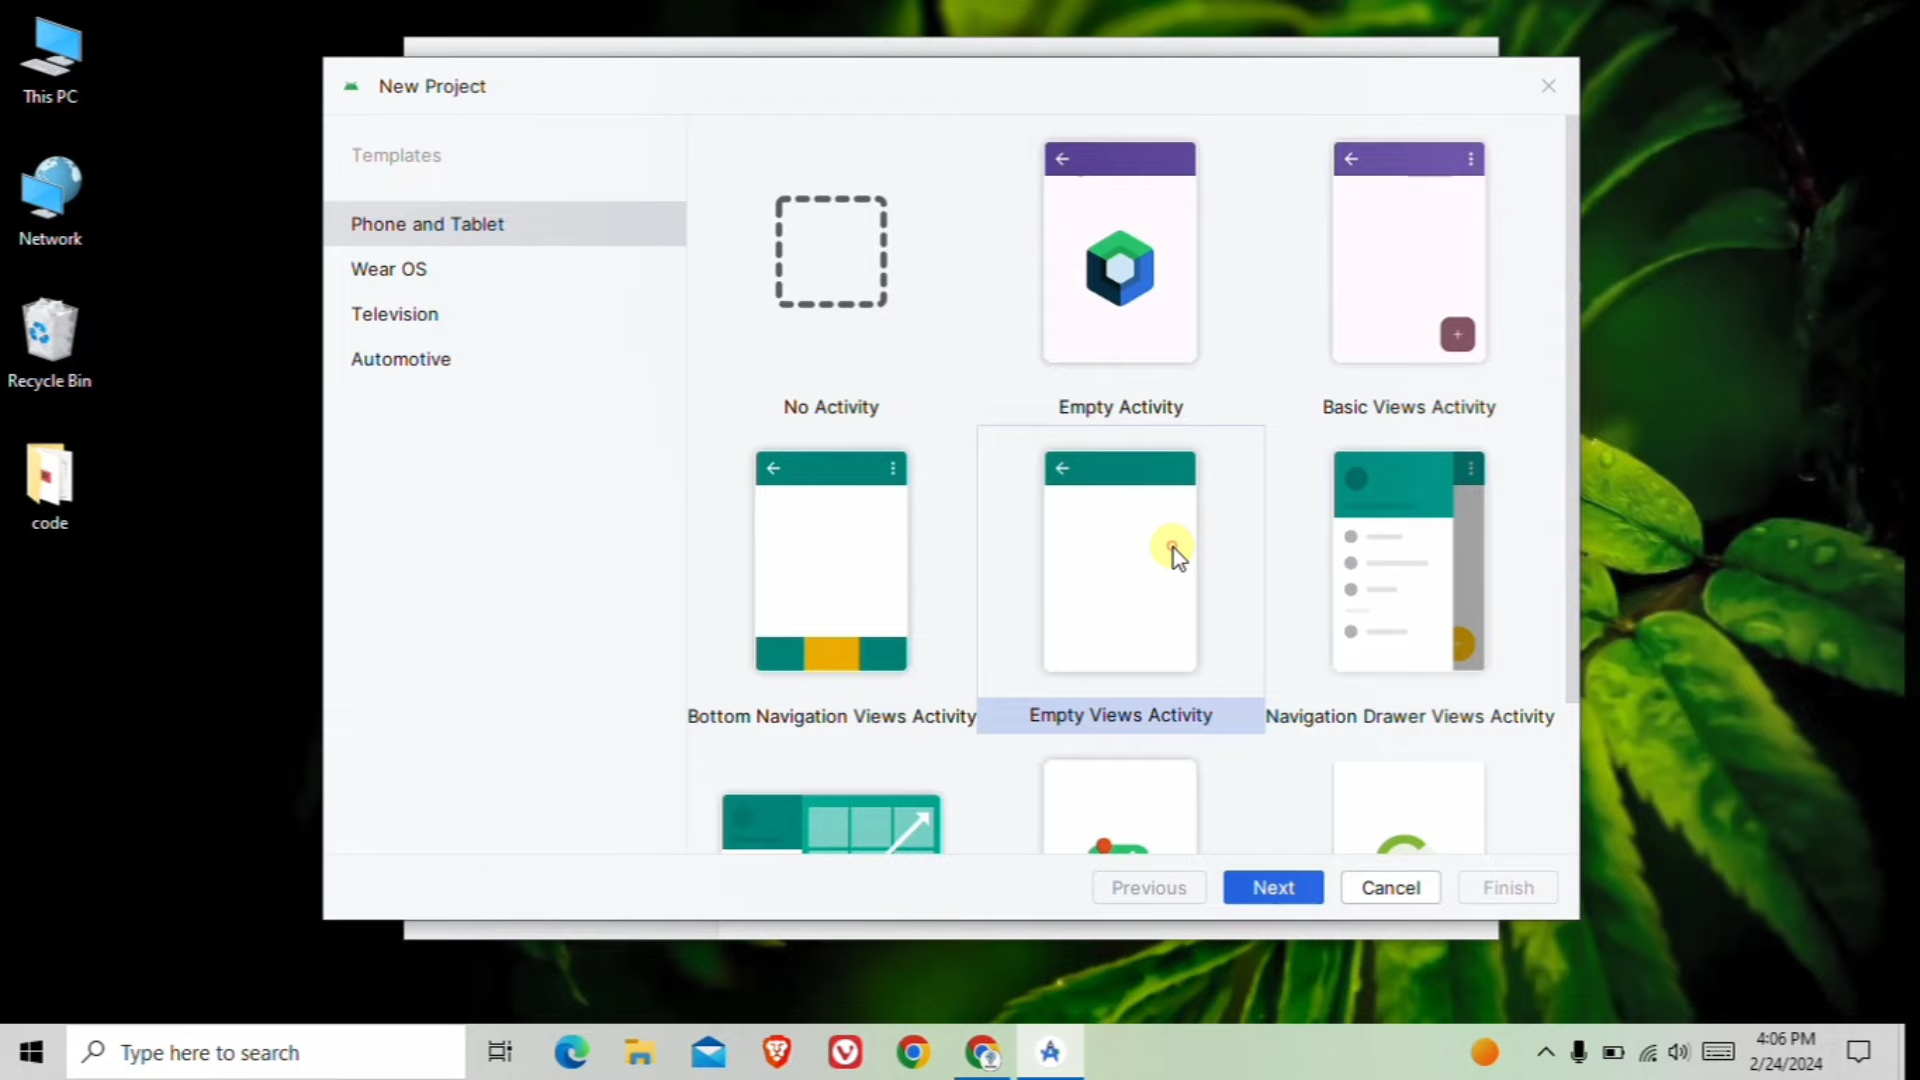 This PC
Network
Recycle Bin
code
New Project
Templates
Phone and Tablet
Wear OS
Television
Automotive
No Activity
Empty Activity
Basic Views Activity
Bottom Navigation Views Activity
Empty Views Activity
Navigation Drawer Views Activity
Previous
Next
Cancel
Finish
Type here to search
4:06 PM
2/24/2024